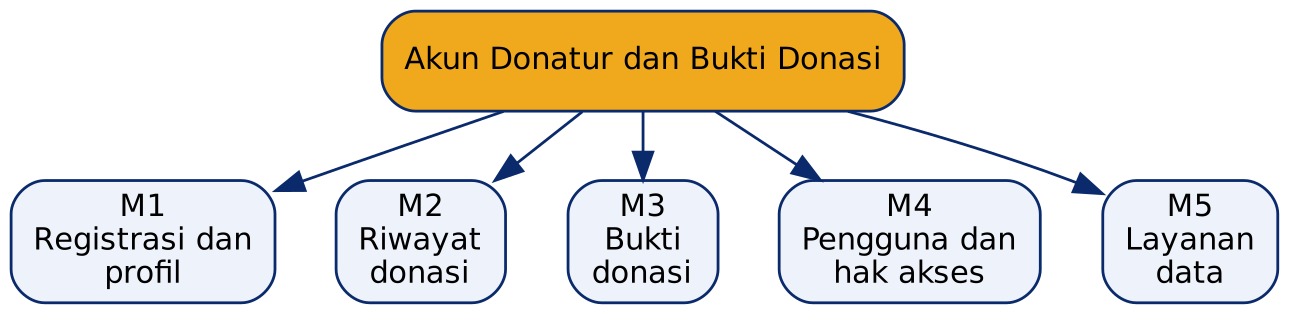 Akun Donatur dan Bukti Donasi
M1
Registrasi dan
profil
M2
Riwayat
donasi
M3
Bukti
donasi
M4
Pengguna dan
hak akses
M5
Layanan
data